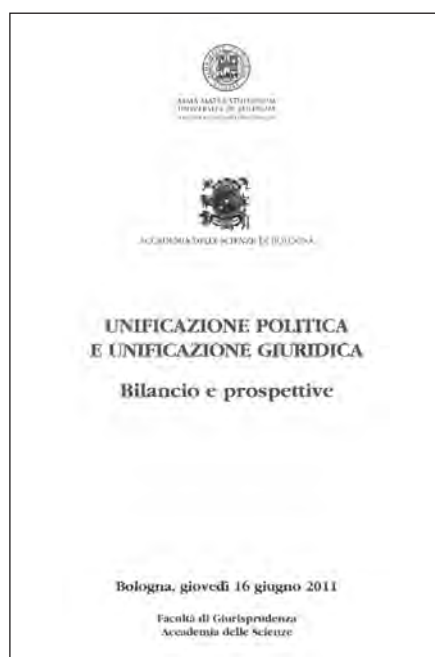 ALMA MATER STUDIORUM
UNIVERSITÀ DI BOLOGNA
ACCADEMIA DELLE SCIENZE DI BOLOGNA
UNIFICAZIONE POLITICA
E UNIFICAZIONE GIURIDICA
Bilancio e prospettive
Bologna, giovedì 16 giugno 2011
Facoltà di Giurisprudenza
Accademia delle Scienze